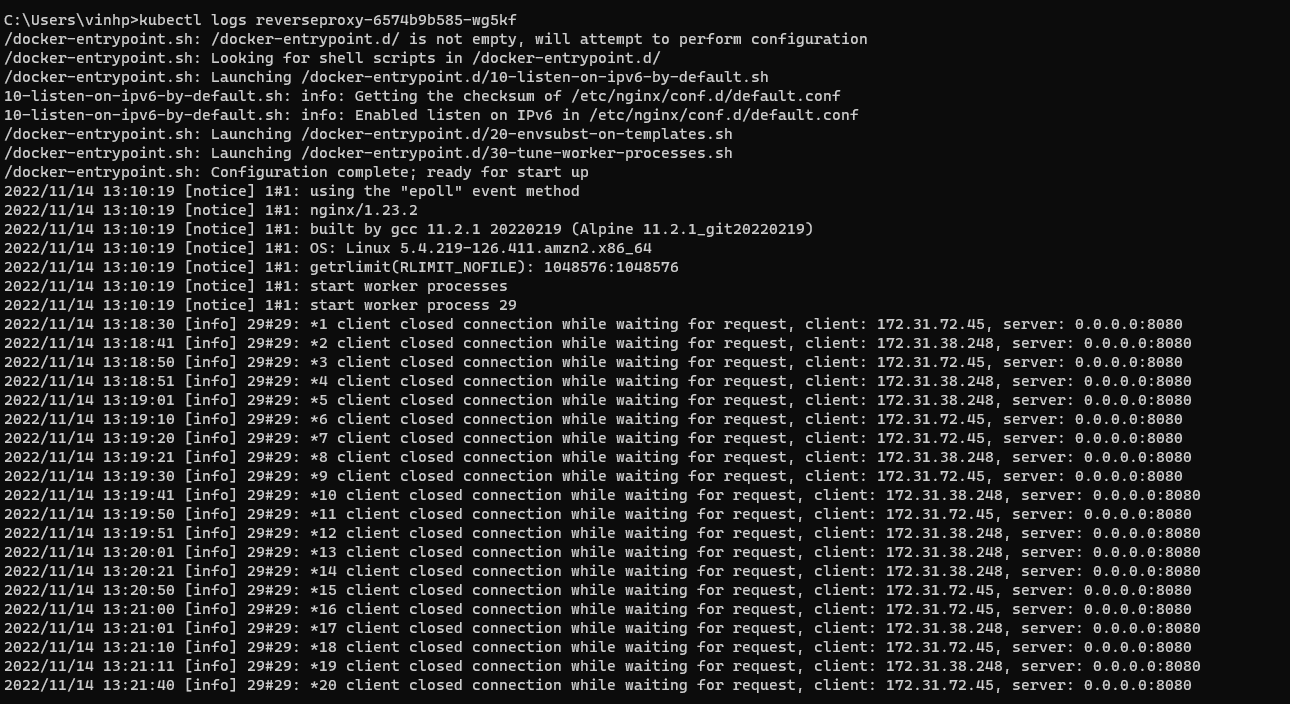 C:\Users\vinhp>kubectl logs reverseproxy-6574b9b585-wg5kf
/docker-entrypoint.sh: /docker-entrypoint.d/ is not empty, will attempt to perform configuration
/docker-entrypoint.sh: Looking for shell scripts in /docker-entrypoint.d/
/docker-entrypoint.sh: Launching /docker-entrypoint.d/10-listen-on-ipv6-by-default.sh
10-listen-on-ipv6-by-default.sh: info: Getting the checksum of /etc/nginx/conf.d/default.conf
10-listen-on-ipv6-by-default.sh: info: Enabled listen on IPv6 in /etc/nginx/conf.d/default.conf
/docker-entrypoint.sh: Launching /docker-entrypoint.d/20-envsubst-on-templates.sh
/docker-entrypoint.sh: Launching /docker-entrypoint.d/30-tune-worker-processes.sh
/docker-entrypoint.sh: Configuration complete; ready for start up
2022/11/14 13:10:19 [notice] 1#1: using the "epoll" event method
2022/11/14 13:10:19 [notice] 1#1: nginx/1.23.2
2022/11/14 13:10:19 [notice] 1#1: built by gcc 11.2.1 20220219 (Alpine 11.2.1_git20220219)
2022/11/14 13:10:19 [notice] 1#1: OS: Linux 5.4.219-126.411.amzn2.x86_64
2022/11/14 13:10:19 [notice] 1#1: getrlimit(RLIMIT_NOFILE): 1048576:1048576
2022/11/14 13:10:19 [notice] 1#1: start worker processes
2022/11/14 13:10:19 [notice] 1#1: start worker process 29
2022/11/14 13:18:30 [info] 29#29: *1 client closed connection while waiting for request, client: 172.31.72.45, server: 0.0.0.0:8080
2022/11/14 13:18:41 [info] 29#29: *2 client closed connection while waiting for request, client: 172.31.38.248, server: 0.0.0.0:8080
2022/11/14 13:18:50 [info] 29#29: *3 client closed connection while waiting for request, client: 172.31.72.45, server: 0.0.0.0:8080
2022/11/14 13:18:51 [info] 29#29: *4 client closed connection while waiting for request, client: 172.31.38.248, server: 0.0.0.0:8080
2022/11/14 13:19:01 [info] 29#29: *5 client closed connection while waiting for request, client: 172.31.38.248, server: 0.0.0.0:8080
2022/11/14 13:19:10 [info] 29#29: *6 client closed connection while waiting for request, client: 172.31.72.45, server: 0.0.0.0:8080
2022/11/14 13:19:20 [info] 29#29: *7 client closed connection while waiting for request, client: 172.31.72.45, server: 0.0.0.0:8080
2022/11/14 13:19:21 [info] 29#29: *8 client closed connection while waiting for request, client: 172.31.38.248, server: 0.0.0.0:8080
2022/11/14 13:19:30 [info] 29#29: *9 client closed connection while waiting for request, client: 172.31.72.45, server: 0.0.0.0:8080
2022/11/14 13:19:41 [info] 29#29: *10 client closed connection while waiting for request, client: 172.31.38.248, server: 0.0.0.0:8080
2022/11/14 13:19:50 [info] 29#29: *11 client closed connection while waiting for request, client: 172.31.72.45, server: 0.0.0.0:8080
2022/11/14 13:19:51 [info] 29#29: *12 client closed connection while waiting for request, client: 172.31.38.248, server: 0.0.0.0:8080
2022/11/14 13:20:01 [info] 29#29: *13 client closed connection while waiting for request, client: 172.31.38.248, server: 0.0.0.0:8080
2022/11/14 13:20:21 [info] 29#29: *14 client closed connection while waiting for request, client: 172.31.38.248, server: 0.0.0.0:8080
2022/11/14 13:20:50 [info] 29#29: *15 client closed connection while waiting for request, client: 172.31.72.45, server: 0.0.0.0:8080
2022/11/14 13:21:00 [info] 29#29: *16 client closed connection while waiting for request, client: 172.31.72.45, server: 0.0.0.0:8080
2022/11/14 13:21:01 [info] 29#29: *17 client closed connection while waiting for request, client: 172.31.38.248, server: 0.0.0.0:8080
2022/11/14 13:21:10 [info] 29#29: *18 client closed connection while waiting for request, client: 172.31.72.45, server: 0.0.0.0:8080
2022/11/14 13:21:11 [info] 29#29: *19 client closed connection while waiting for request, client: 172.31.38.248, server: 0.0.0.0:8080
2022/11/14 13:21:40 [info] 29#29: *20 client closed connection while waiting for request, client: 172.31.72.45, server: 0.0.0.0:8080